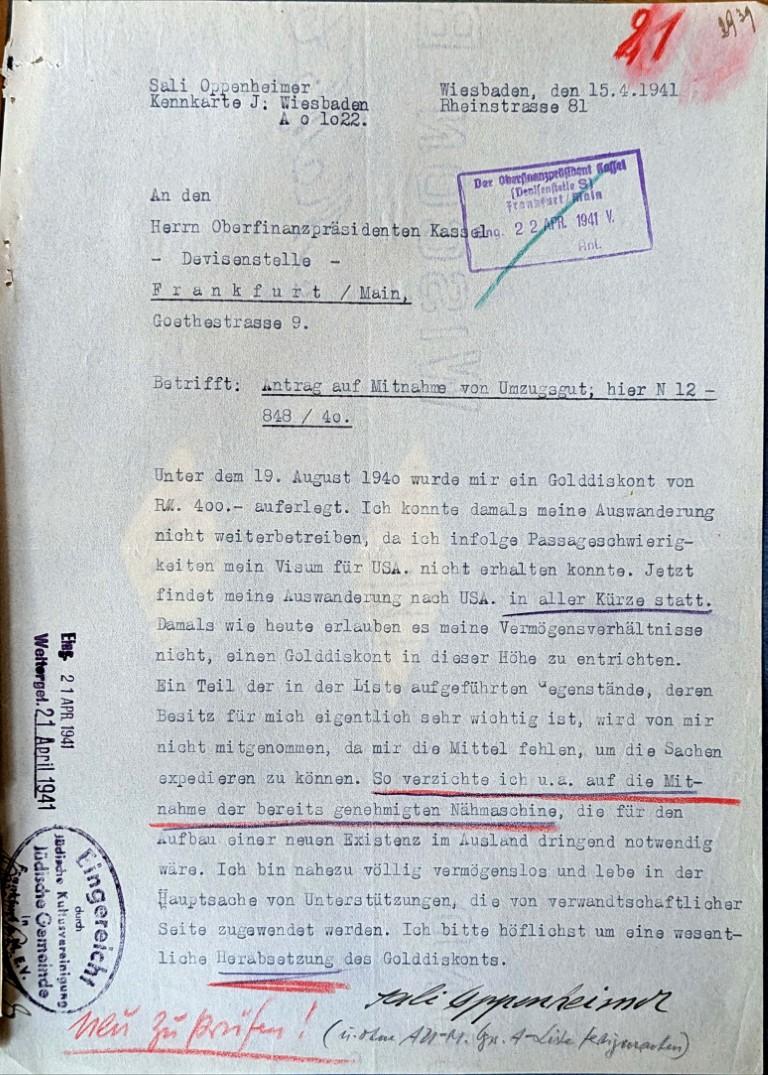 21
2939
Sali Oppenheimer
Kennkarte J: Wiesbaden
A o lo22.
Wiesbaden, den 15.4.1941
Rheinstrasse 81
Der Oberfinanzpräsident Kassel
(Devisenstelle S)
Frankfurt/Main
Eing. 22. APR. 1941 V.
Anl.
An den
Herrn Oberfinanzpräsidenten Kassel
- Devisenstelle -
F r a n k f u r t / Main,
Goethestrasse 9.
Betrifft: Antrag auf Mitnahme von Umzugsgut; hier N 12 -
848 / 4o.
Unter dem 19. August 194o wurde mir ein Golddiskont von
RM. 4oo.- auferlegt. Ich konnte damals meine Auswanderung
nicht weiterbetreiben, da ich infolge Passageschwierig-
keiten mein Visum für USA. nicht erhalten konnte. Jetzt
findet meine Auswanderung nach USA. in aller Kürze statt.
Damals wie heute erlauben es meine Vermögensverhältnisse
nicht, einen Golddiskont in dieser Höhe zu entrichten.
Ein Teil der in der Liste aufgeführten Gegenstände, deren
Besitz für mich eigentlich sehr wichtig ist, wird von mir
nicht mitgenommen, da mir die Mittel fehlen, um die Sachen
expedieren zu können. So verzichte ich u.a. auf die Mit-
nahme der bereits genehmigten Nähmaschine, die für den
Aufbau einer neuen Existenz im Ausland dringend notwendig
wäre. Ich bin nahezu völlig vermögenslos und lebe in der
Hauptsache von Unterstützungen, die von verwandtschaftlicher
Seite zugewendet werden. Ich bitte höflichst um eine wesent-
liche Herabsetzung des Golddiskonts.
Sali Oppenheimer
Neu zu prüfen!
(u. ohne
A-Liste
Eing. 21 APR 1941
Weiterget. 21. April 1941
Eingereicht
durch
Jüdische Kultusvereinigung
Jüdische Gemeinde
in
E.V.